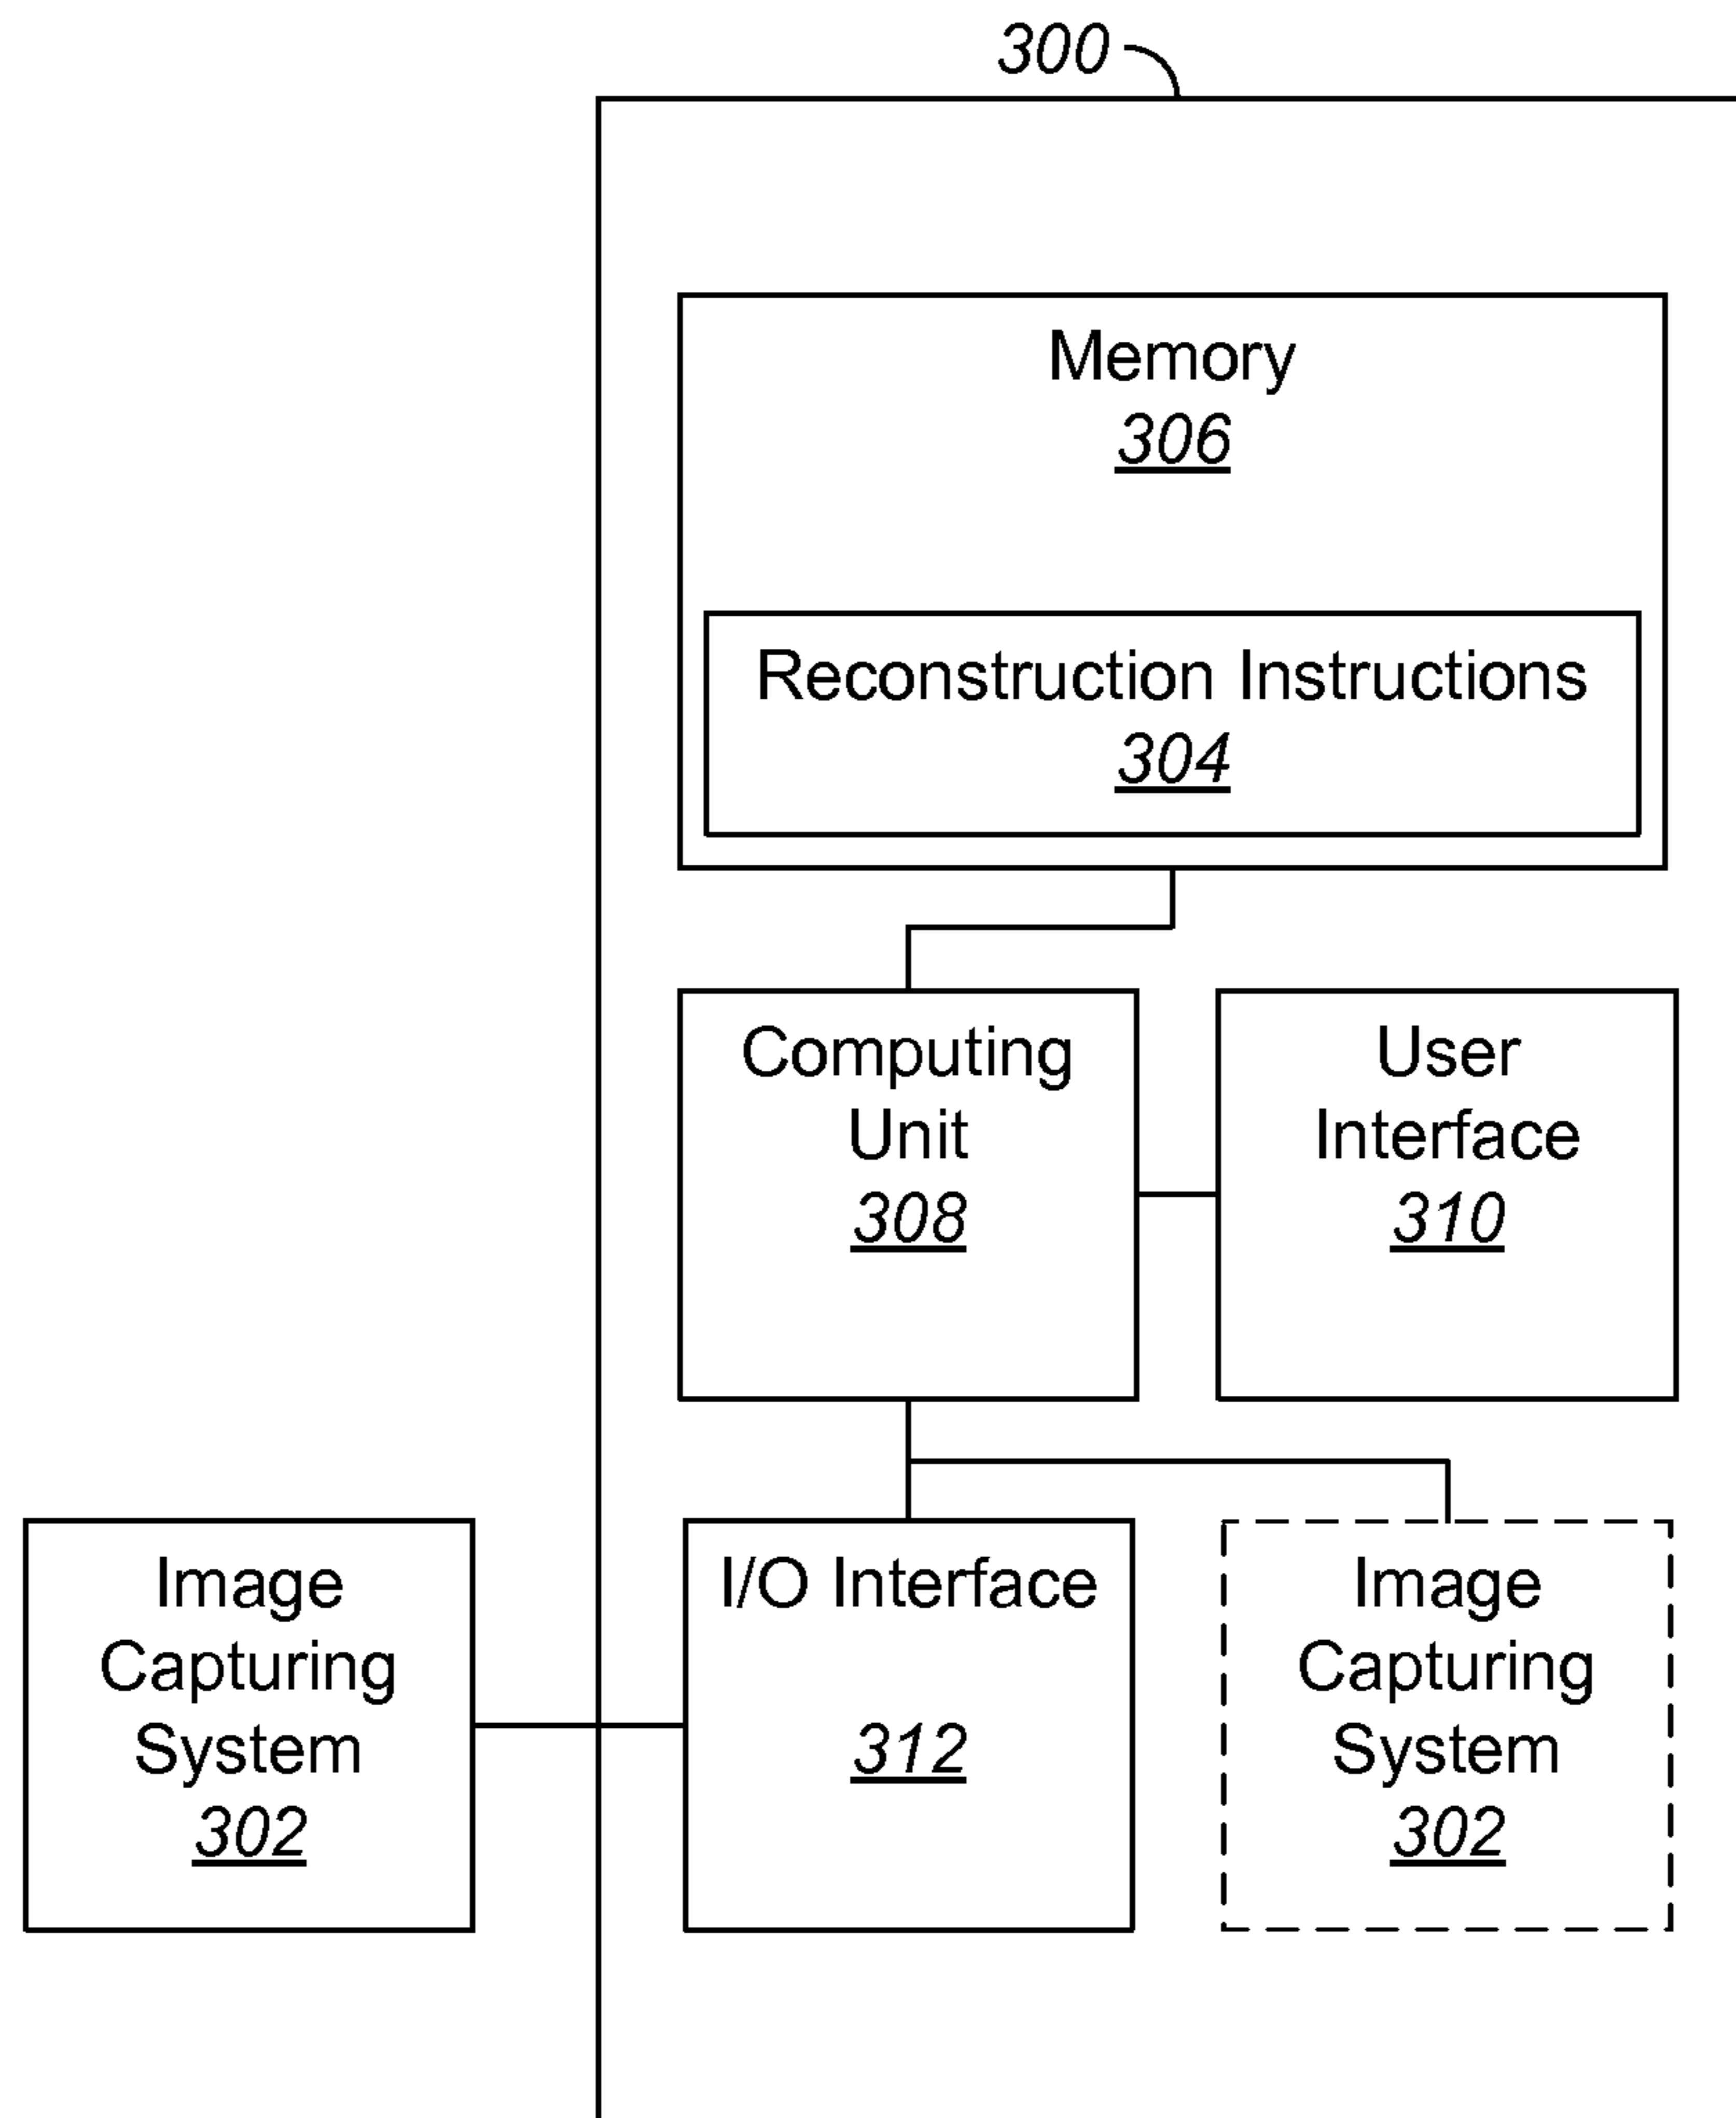 300
Memory
306
Reconstruction Instructions
304
Computing
Unit
308
User
Interface
310
Image
Capturing
System
302
I/O Interface
312
Image
Capturing
System
302